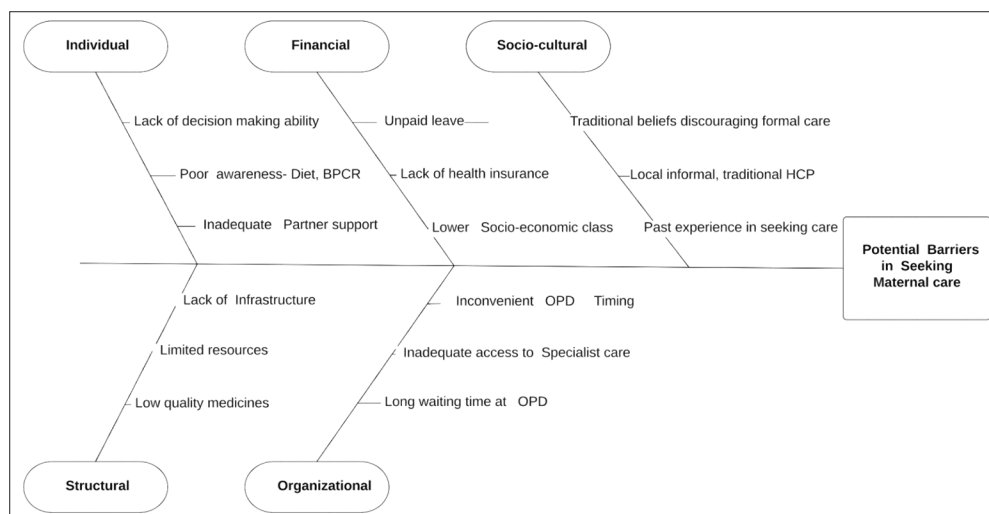 Individual
Financial
Socio-cultural
Lack of decision making ability
Unpaid leave
Traditional beliefs discouraging formal care
Poor awareness- Diet, BPCR
Lack of health insurance
Local informal, traditional HCP
Inadequate Partner support
Lower Socio-economic class
Past experience in seeking care
Potential Barriers
in Seeking
Maternal care
Lack of Infrastructure
Inconvenient OPD Timing
Limited resources
Inadequate access to Specialist care
Low quality medicines
Long waiting time at OPD
Structural
Organizational